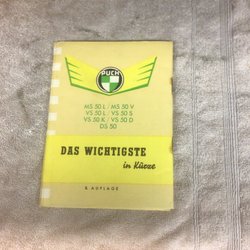 PUCH
MS 50 L / MS 50 V
VS 50 L / VS 50 S
VS 50 K / VS 50 D
DS 50
DAS WICHTIGSTE
in Kürze
8. AUFLAGE